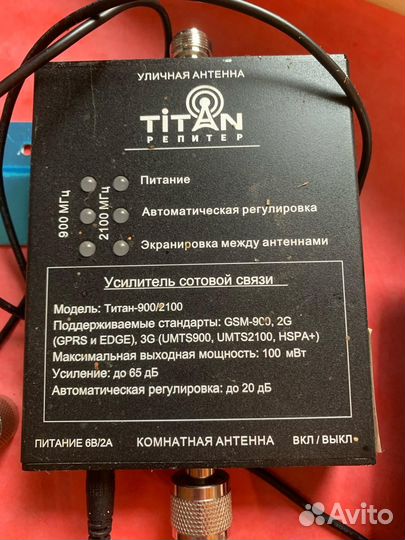 УЛИЧНАЯ АНТЕННА
TiTAN
РЕПИТЕР
900 МГц
2100 МГц
Питание
Автоматическая регулировка
Экранировка между антеннами
Усилитель сотовой связи
Модель: Титан-900/2100
Поддерживаемые стандарты: GSM-900, 2G
(GPRS и EDGE), 3G (UMTS900, UMTS2100, HSPA+)
Максимальная выходная мощность: 100 мВт
Усиление: до 65 дБ
Автоматическая регулировка: до 20 дБ
ПИТАНИЕ 6В/2А КОМНАТНАЯ АНТЕННА ВКЛ / ВЫКЛ
Avito